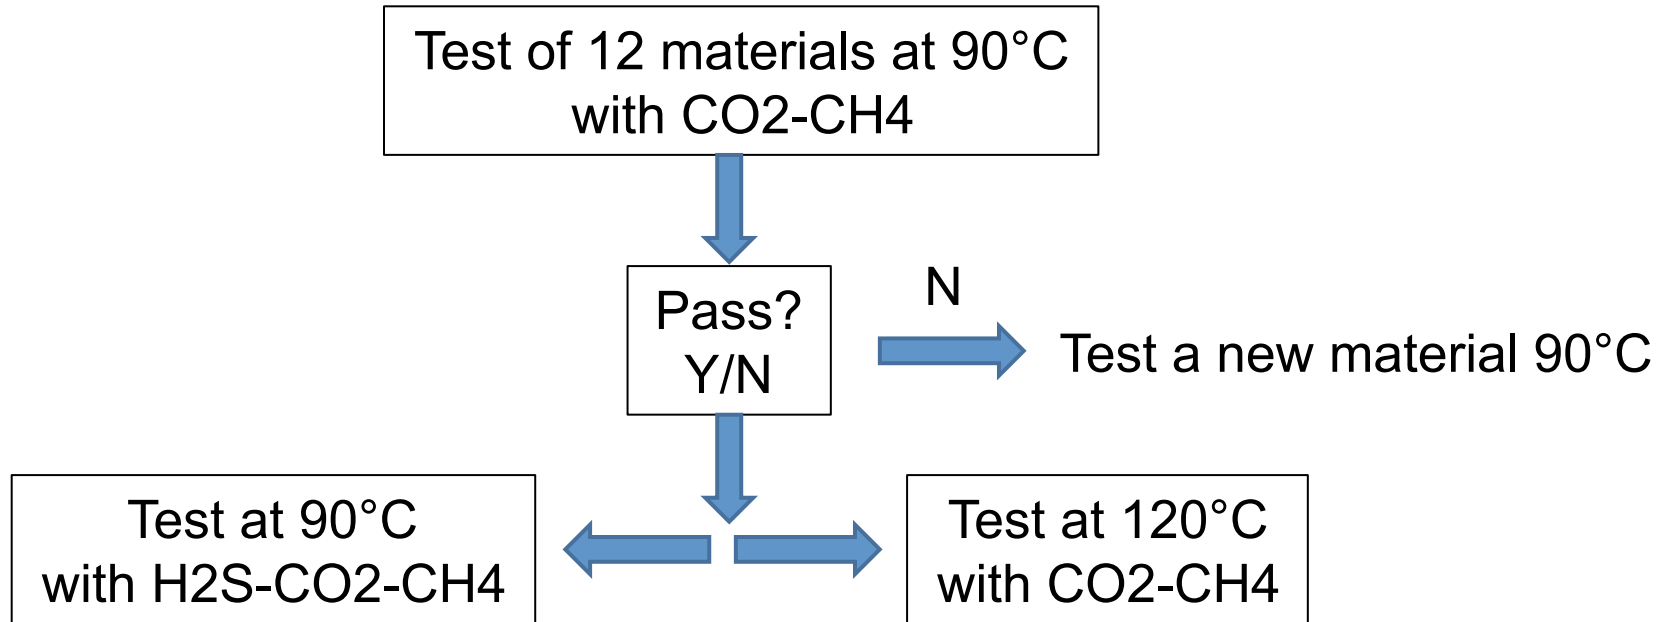 Test of 12 materials at 90°C
with CO2-CH4
Pass?
Y/N
N
Test a new material 90°C
Test at 90°C
with H2S-CO2-CH4
Test at 120°C
with CO2-CH4